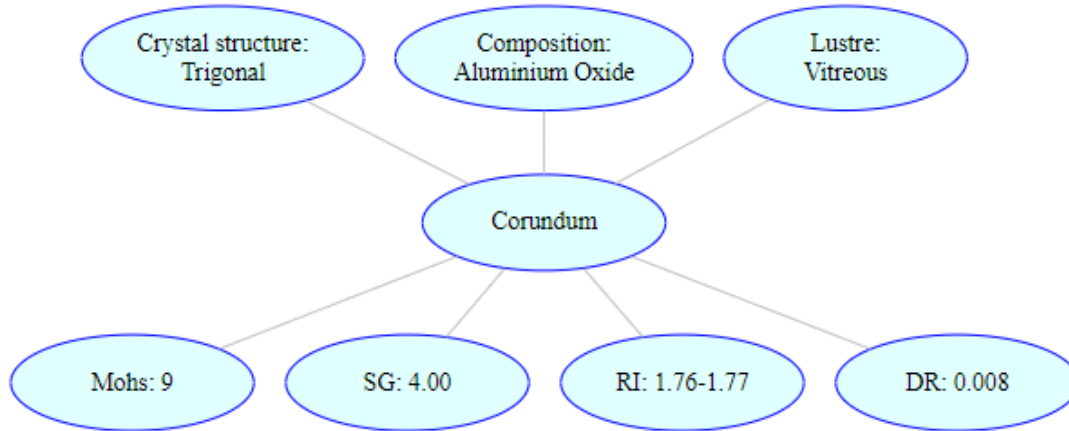 Crystal structure:
Trigonal
Composition:
Aluminium Oxide
Lustre:
Vitreous
Corundum
Mohs: 9
SG: 4.00
RI: 1.76-1.77
DR: 0.008